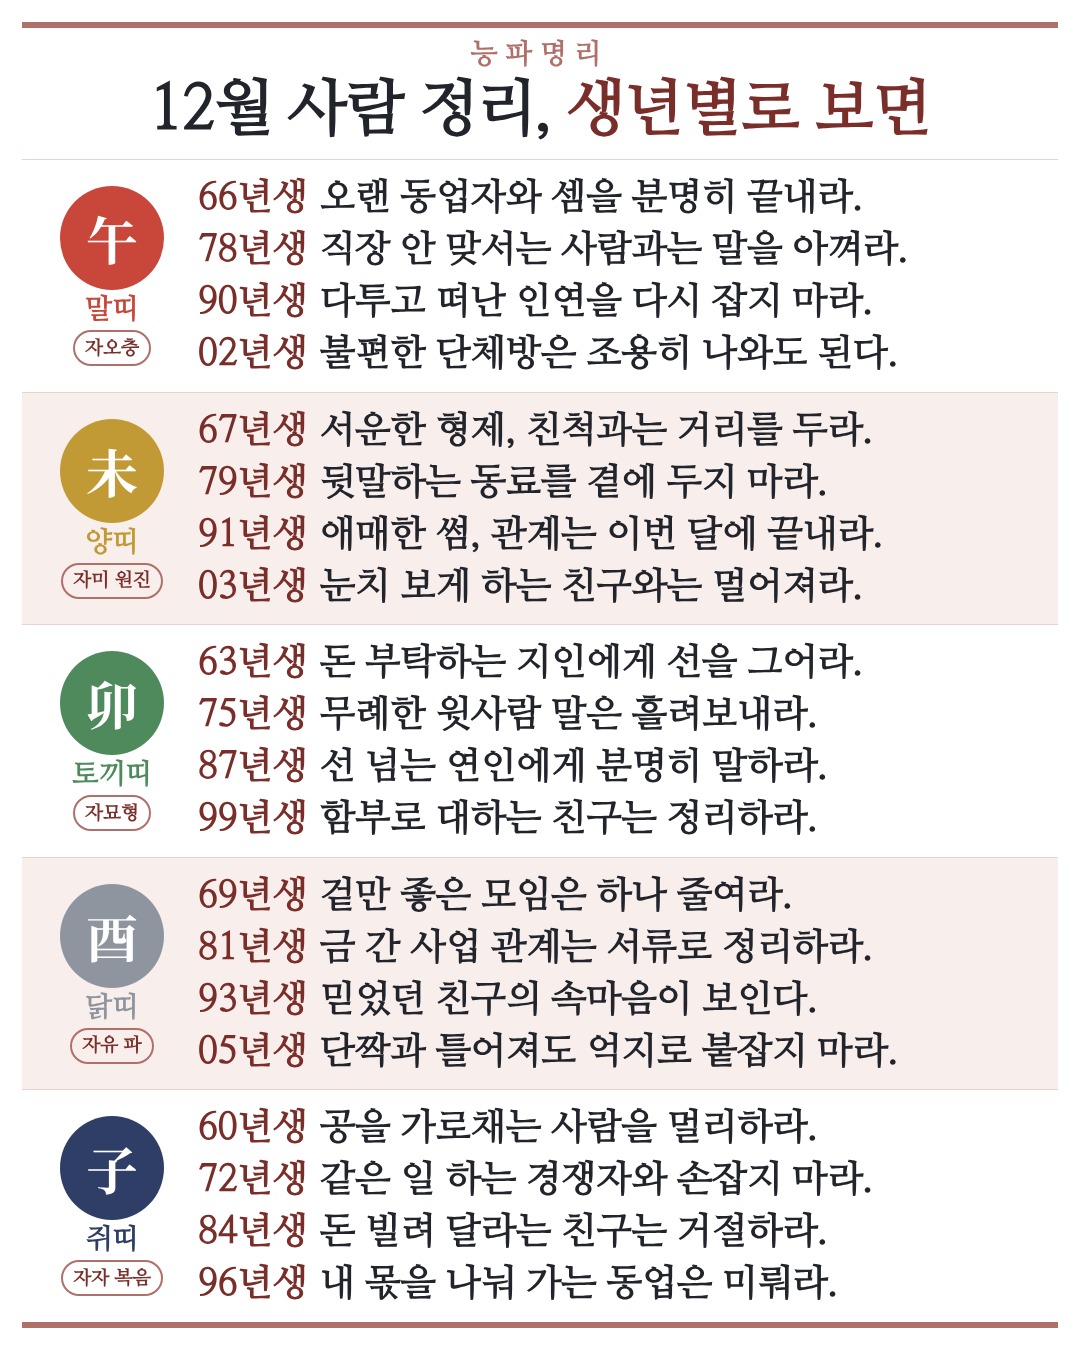 능파명리
12월 사람 정리, 생년별로 보면
午
말띠
자오충
66년생 오랜 동업자와 셈을 분명히 끝내라.
78년생 직장 안 맞서는 사람과는 말을 아껴라.
90년생 다투고 떠난 인연을 다시 잡지 마라.
02년생 불편한 단체방은 조용히 나와도 된다.
未
양띠
자미 원진
67년생 서운한 형제, 친척과는 거리를 두라.
79년생 뒷말하는 동료를 곁에 두지 마라.
91년생 애매한 썸, 관계는 이번 달에 끝내라.
03년생 눈치 보게 하는 친구와는 멀어져라.
卯
토끼띠
자묘형
63년생 돈 부탁하는 지인에게 선을 그어라.
75년생 무례한 윗사람 말은 흘려보내라.
87년생 선 넘는 연인에게 분명히 말하라.
99년생 함부로 대하는 친구는 정리하라.
酉
닭띠
자유 파
69년생 겉만 좋은 모임은 하나 줄여라.
81년생 금 간 사업 관계는 서류로 정리하라.
93년생 믿었던 친구의 속마음이 보인다.
05년생 단짝과 틀어져도 억지로 붙잡지 마라.
子
쥐띠
자자 복음
60년생 공을 가로채는 사람을 멀리하라.
72년생 같은 일 하는 경쟁자와 손잡지 마라.
84년생 돈 빌려 달라는 친구는 거절하라.
96년생 내 몫을 나눠 가는 동업은 미뤄라.